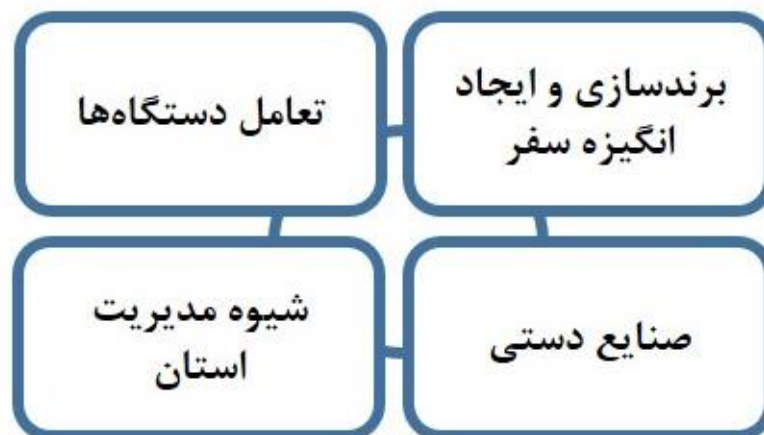 برندسازی و ایجاد
انگیزه سفر
تعامل دستگاه‌ها
صنایع دستی
شیوه مدیریت
استان